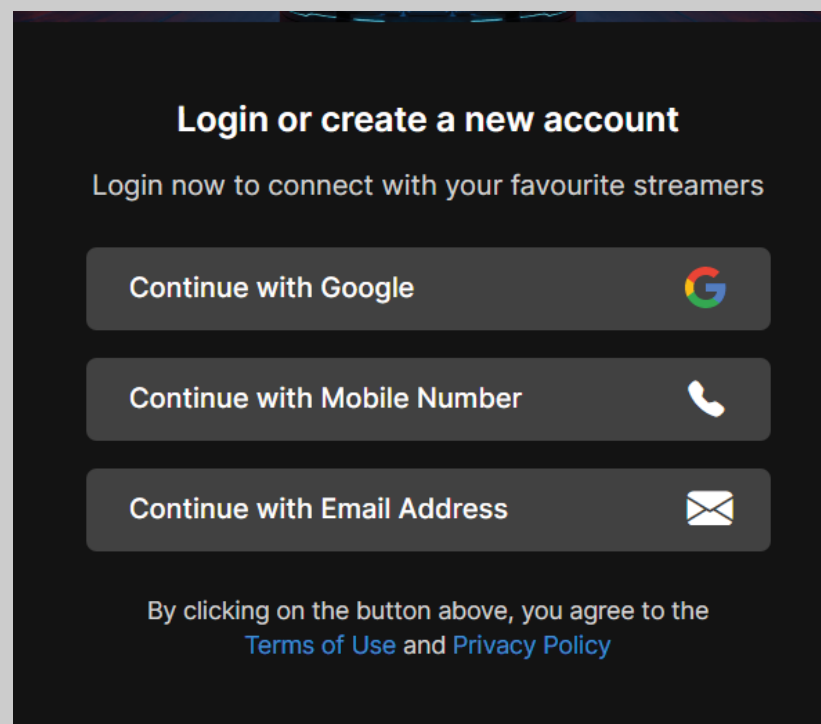 Login or create a new account
Login now to connect with your favourite streamers
Continue with Google
Continue with Mobile Number
Continue with Email Address
By clicking on the button above, you agree to the
Terms of Use and Privacy Policy